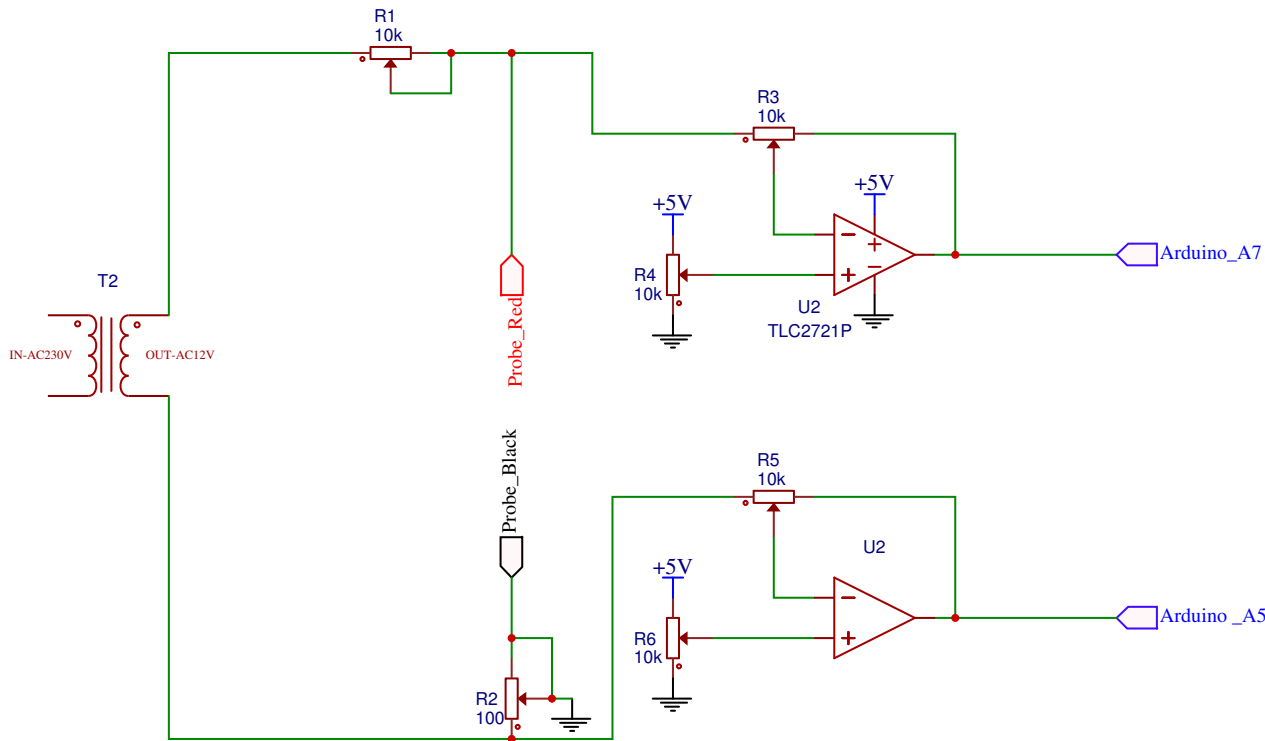 R1
10k
R3
10k
+5V
+5V
R4
10k
Arduino_A7
T2
U2
TLC2721P
Probe_Red
IN-AC230V
OUT-AC12V
Probe_Black
R5
10k
U2
+5V
R6
10k
Arduino _A5
R2
100